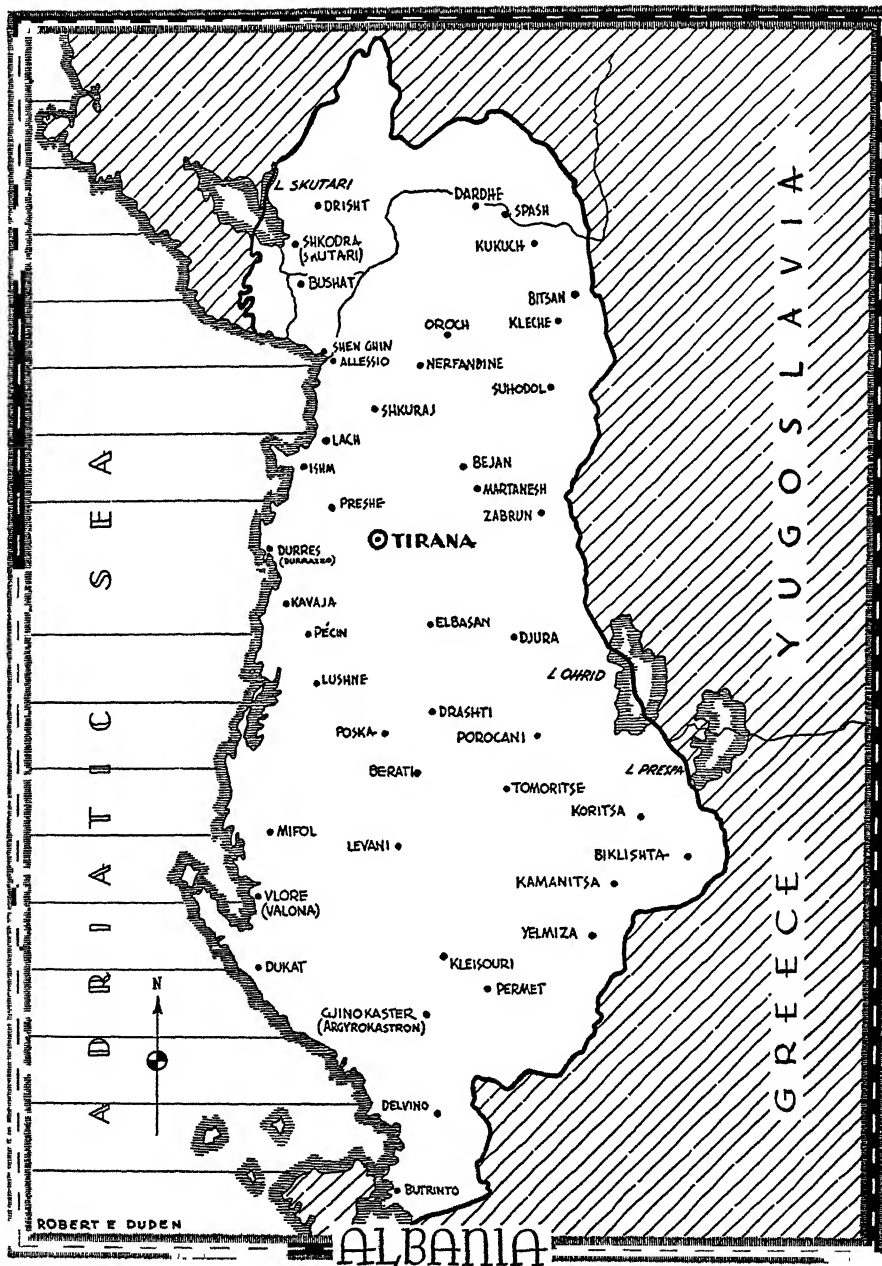 L SKUTARI
DRISHT
DARDHE
SPASH
SHKODRA
(SKUTARI)
KUKUCH
BUSHAT
BITSAN
OROCH
KLECHE
SHEN GHIN
ALLESSIO
NERFANDINE
SUHODOL
SHKURAJ
LACH
ISHM
BEJAN
MARTANESH
PRESHE
ZABRUN
TIRANA
DURRES
(DURAZZO)
KAVAJA
PÉCIN
ELBASAN
DJURA
L OHRID
LUSHNE
DRASHTI
POSKA
POROCANI
L PRESPA
BERATI
TOMORITSE
KORITSA
MIFOL
LEVANI
BIKLISHTA
KAMANITSA
VLORE
(VALONA)
YELMIZA
DUKAT
KLEISOURI
PERMET
GJINOKASTER
(ARGYROKASTRON)
DELVINO
BUTRINTO
ADRIATIC SEA
YUGOSLAVIA
GREECE
N
ROBERT E DUDEN
ALBANIA